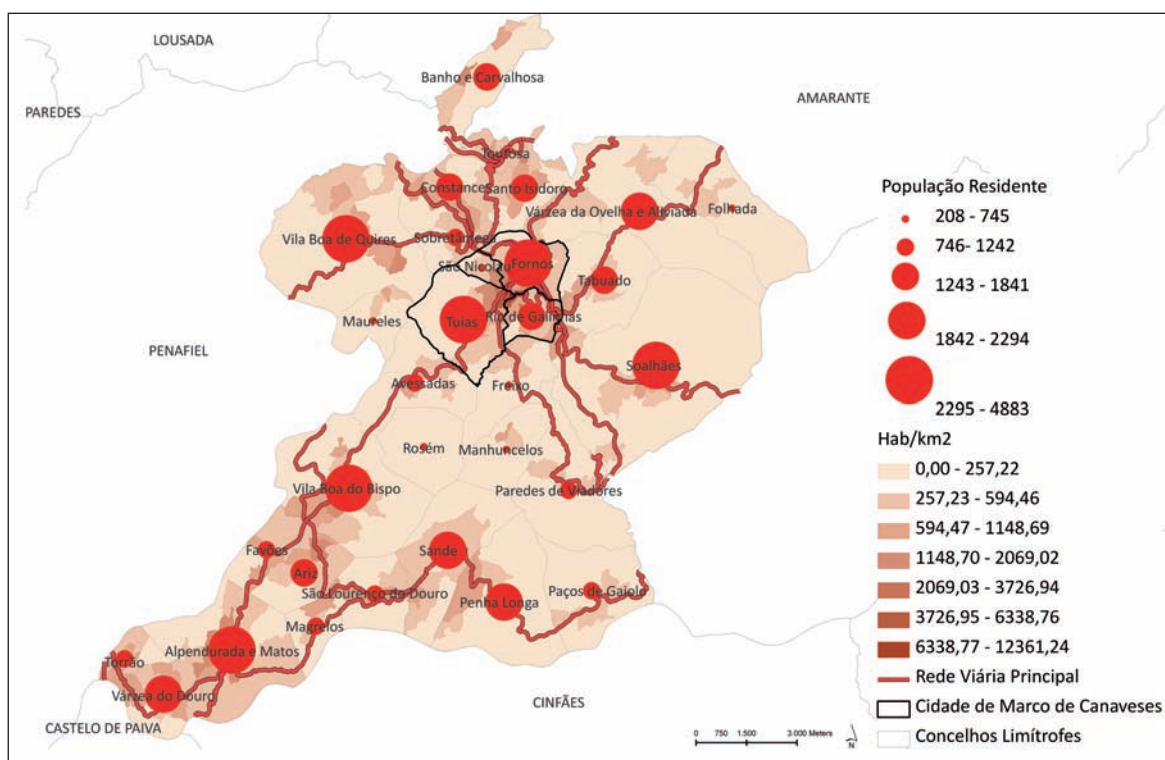 LOUSADA
Banho e Carvalhosa
PAREDES
AMARANTE
Toutosa
Constance
Santo Isidoro
Várzea da Ovelha e Aliviada
Folhada
Vila Boa de Quires
Sobretâmega
São Nicolau
Fornos
Tabuado
Maureles
Tuias
Rio de Galinhas
PENAFIEL
Soalhães
Avessadas
Freixo
Rosém
Manhuncelos
Vila Boa do Bispo
Paredes de Viadores
Favões
Sande
Ariz
São Lourenço do Douro
Penha Longa
Paços de Gaiolo
Magrelos
Alpendurada e Matos
Torrão
Várzea do Douro
CINFÃES
CASTELO DE PAIVA
População Residente
208 - 745
746- 1242
1243 - 1841
1842 - 2294
2295 - 4883
Hab/km2
0,00 - 257,22
257,23 - 594,46
594,47 - 1148,69
1148,70 - 2069,02
2069,03 - 3726,94
3726,95 - 6338,76
6338,77 - 12361,24
Rede Viária Principal
Cidade de Marco de Canaveses
Concelhos Limítrofes
0 750 1.500 3.000 Meters
N